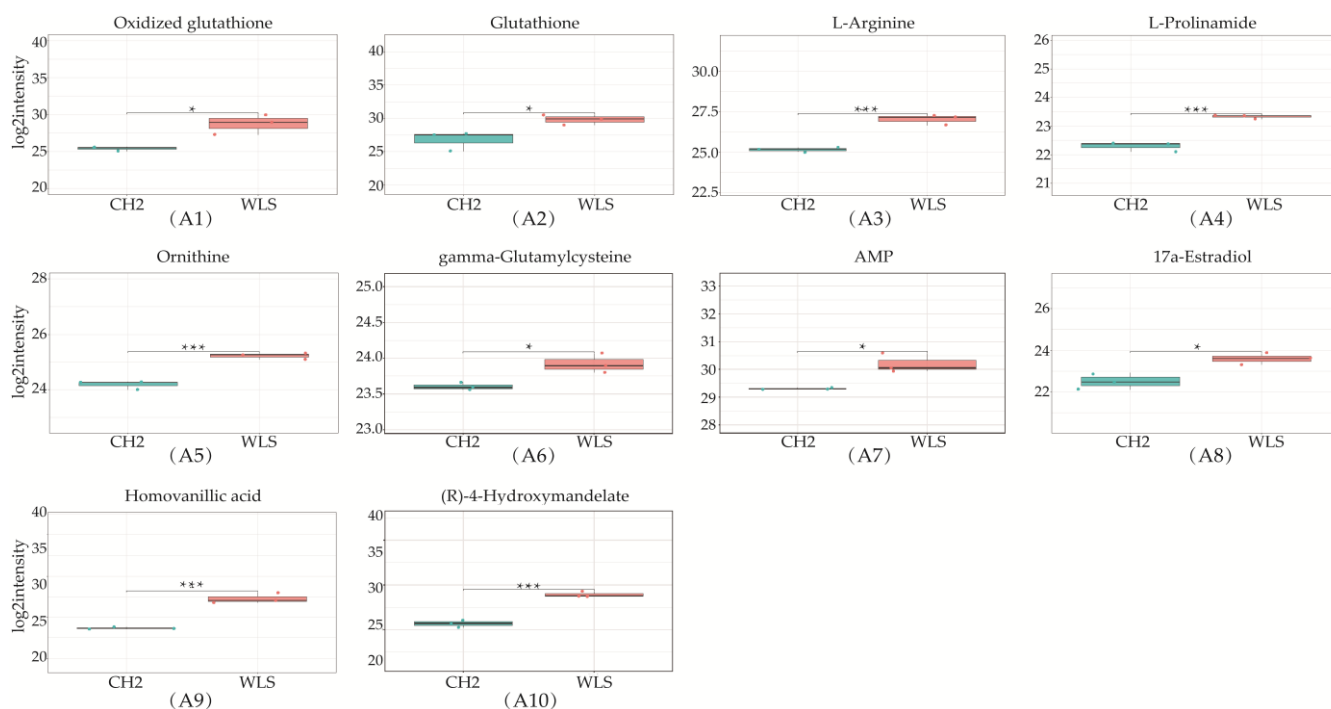 Oxidized glutathione
log2intensity
40
35
30
25
20
*
CH2
WLS
(A1)
Glutathione
40
35
30
25
20
*
CH2
WLS
(A2)
L-Arginine
30.0
27.5
25.0
22.5
***
CH2
WLS
(A3)
L-Prolinamide
26
25
24
23
22
21
***
CH2
WLS
(A4)
Ornithine
log2intensity
28
26
24
***
CH2
WLS
(A5)
gamma-Glutamylcysteine
25.0
24.5
24.0
23.5
23.0
*
CH2
WLS
(A6)
AMP
33
32
31
30
29
28
*
CH2
WLS
(A7)
17a-Estradiol
26
24
22
*
CH2
WLS
(A8)
Homovanillic acid
log2intensity
40
35
30
25
20
***
CH2
WLS
(A9)
(R)-4-Hydroxymandelate
40
35
30
25
20
***
CH2
WLS
(A10)